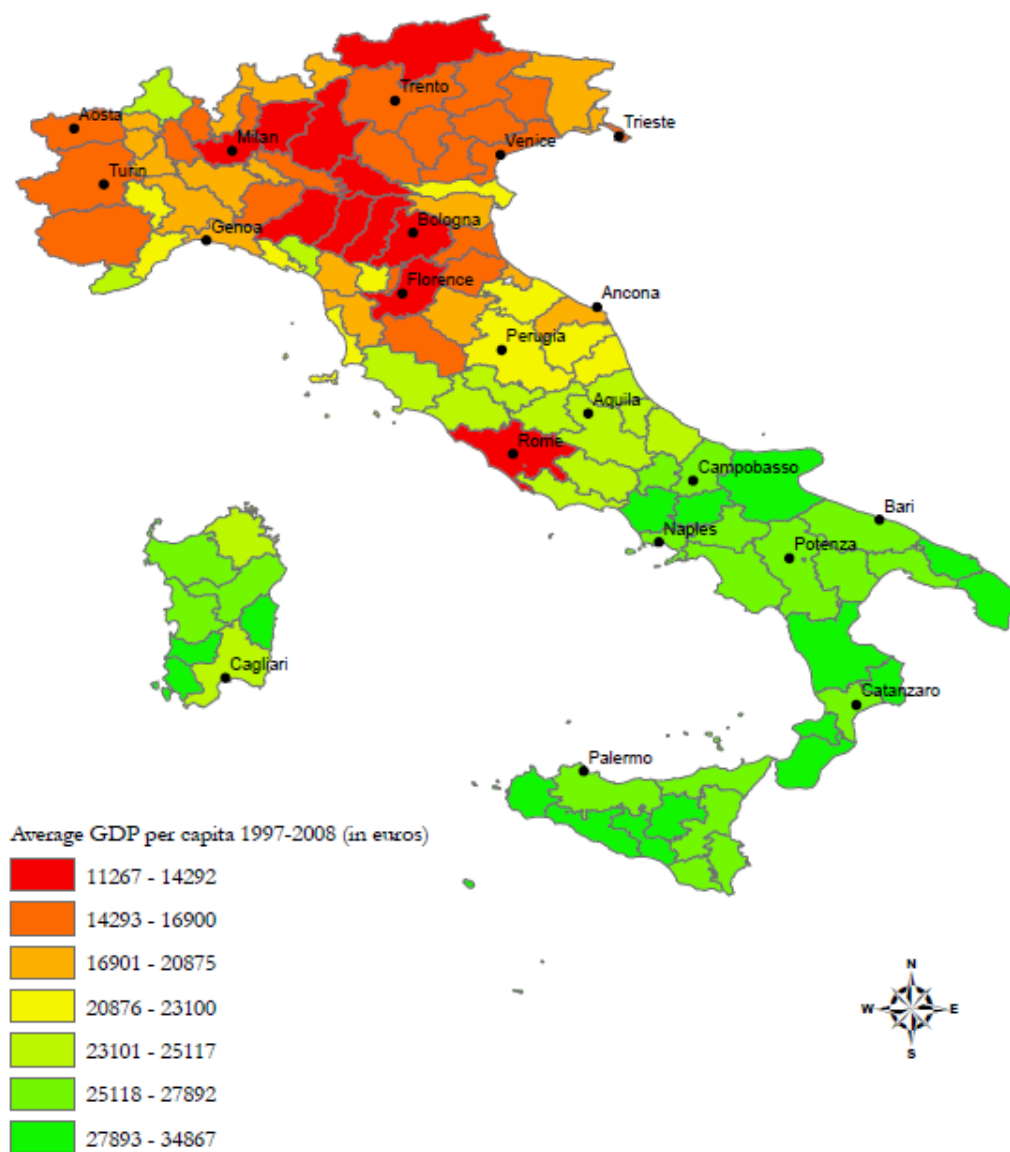 Trento
Aosta
Trieste
Milan
Venice
Turin
Bologna
Genoa
Florence
Ancona
Perugia
Aquila
Rome
Campobasso
Bari
Naples
Potenza
Cagliari
Catanzaro
Palermo
Average GDP per capita 1997-2008 (in euros)
11267 - 14292
14293 - 16900
16901 - 20875
20876 - 23100
23101 - 25117
25118 - 27892
27893 - 34867
N
W E
S